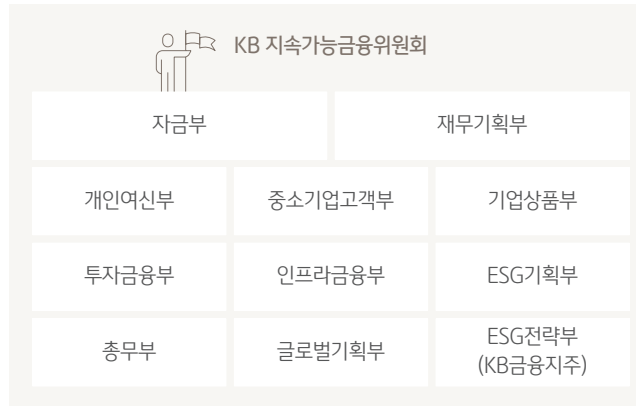 KB 지속가능금융위원회
자금부
재무기획부
개인여신부
중소기업고객부
기업상품부
투자금융부
인프라금융부
ESG기획부
총무부
글로벌기획부
ESG전략부
(KB금융지주)